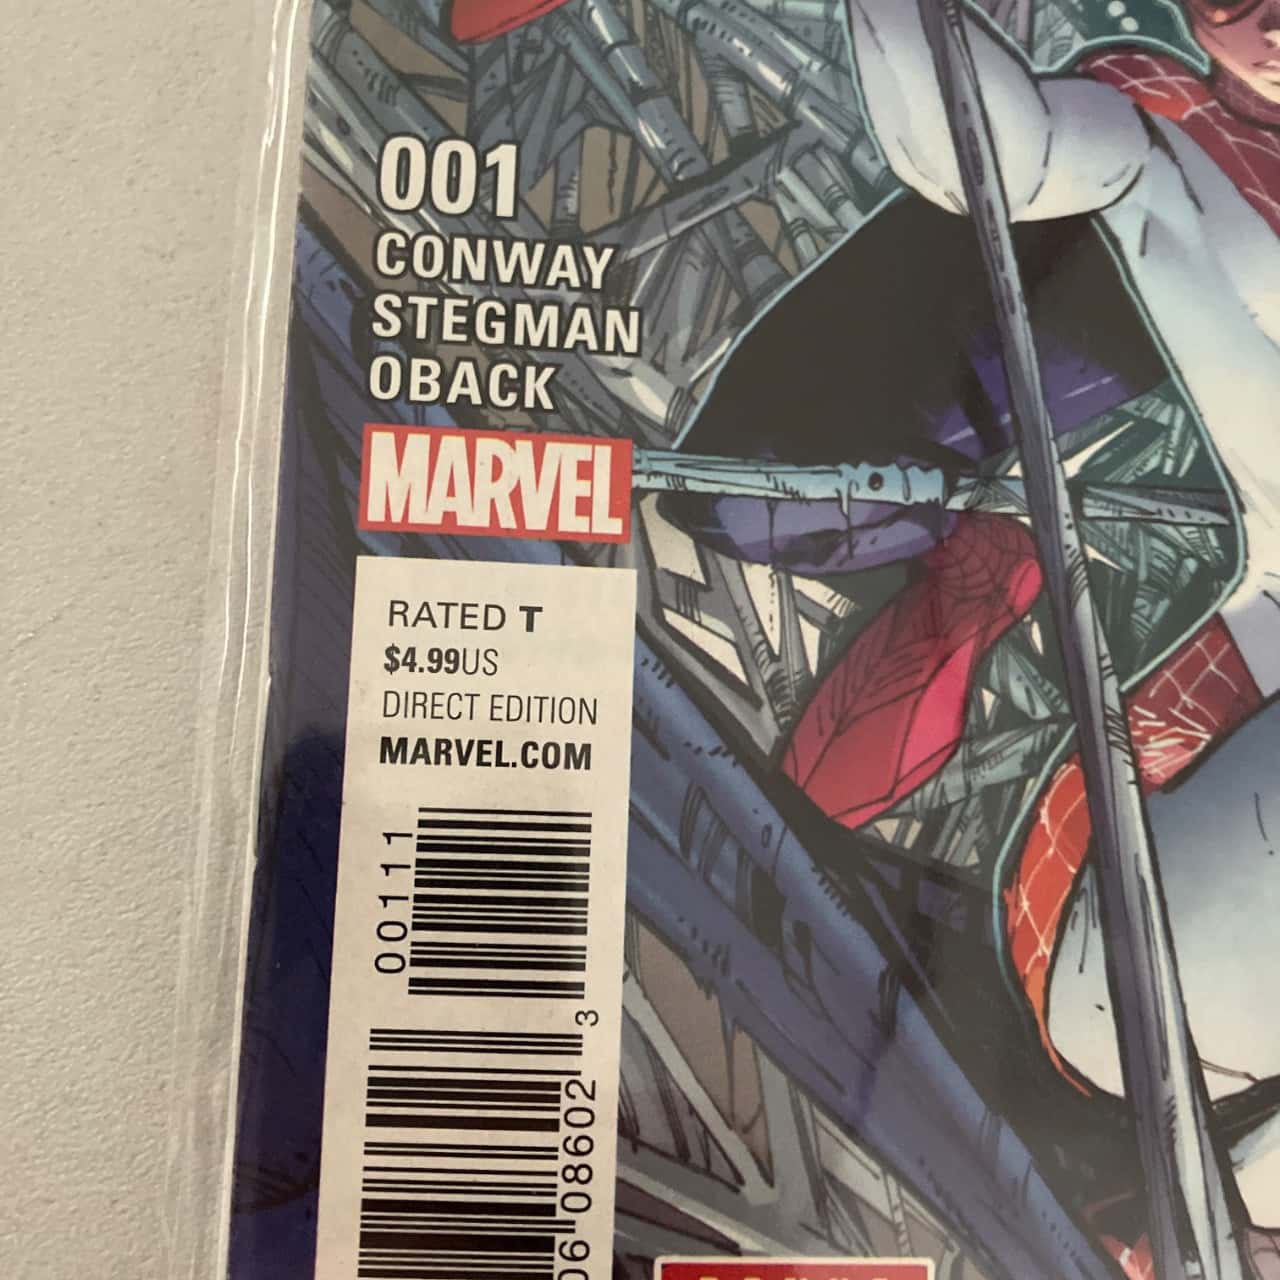 001
CONWAY
STEGMAN
OBACK
MARVEL
RATED T
$4.99US
DIRECT EDITION
MARVEL.COM
00111
3
06 08602